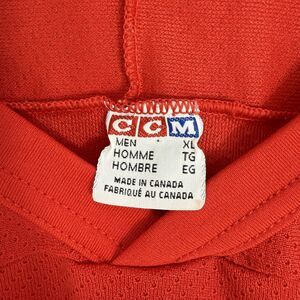 CCM
MEN XL
HOMME TG
HOMBRE EG
MADE IN CANADA
FABRIQUÉ AU CANADA